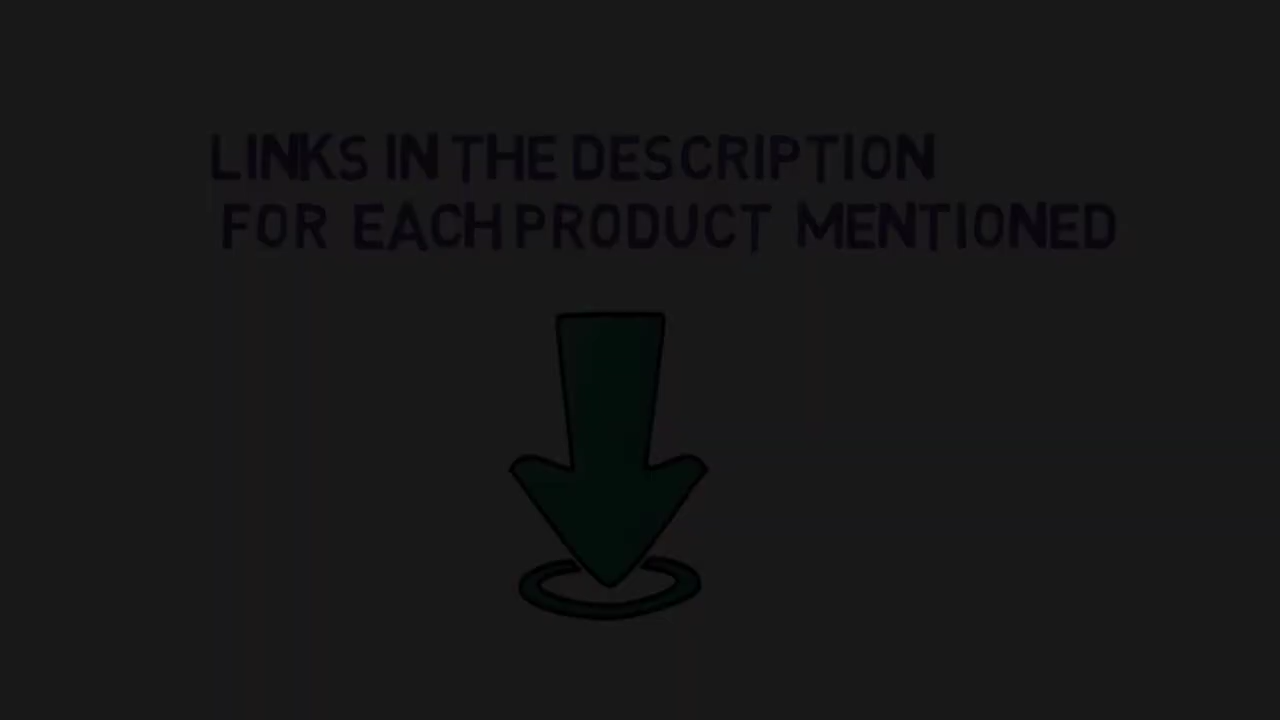 LINKS IN THE DESCRIPTION
FOR EACH PRODUCT MENTIONED